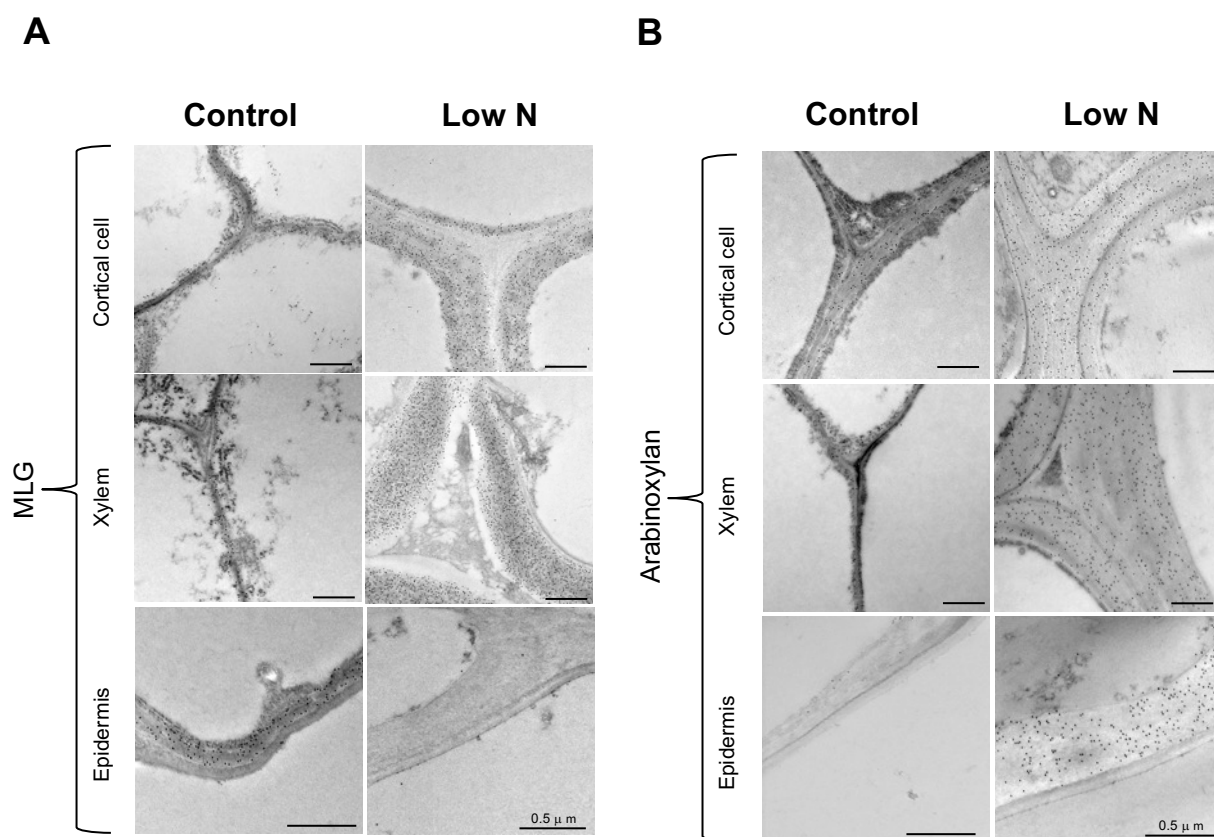 A
B
Control
Low N
Control
Low N
MLG
Cortical cell
Xylem
Epidermis
0.5 μ m
Arabinoxylan
Cortical cell
Xylem
Epidermis
0.5 μ m